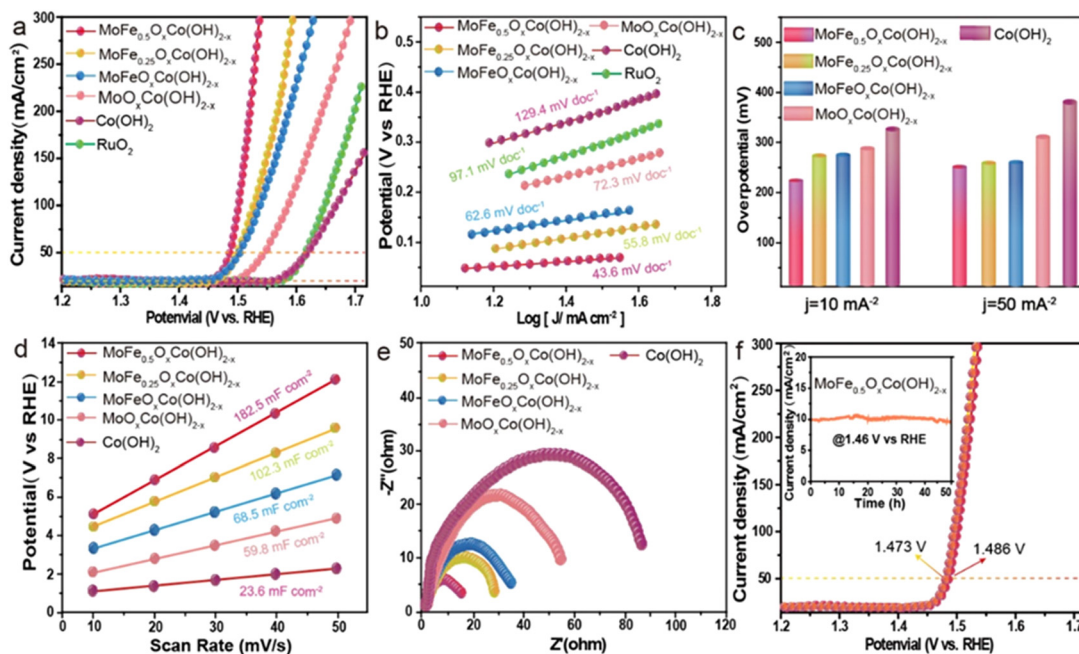 a
MoFe0.5OxCo(OH)2-x
MoFe0.25OxCo(OH)2-x
MoFeOxCo(OH)2-x
MoOxCo(OH)2-x
Co(OH)2
RuO2
Current density(mA/cm²)
300
250
200
150
100
50
1.2 1.3 1.4 1.5 1.6 1.7
Potenvial (V vs. RHE)
b
MoFe0.5OxCo(OH)2-x
MoFe0.25OxCo(OH)2-x
MoFeOxCo(OH)2-x
MoOxCo(OH)2-x
Co(OH)2
RuO2
Potential (V vs RHE)
0.5
0.4
0.3
0.2
0.1
129.4 mV doc⁻¹
97.1 mV doc⁻¹
72.3 mV doc⁻¹
62.6 mV doc⁻¹
55.8 mV doc⁻¹
43.6 mV doc⁻¹
1.0 1.2 1.4 1.6 1.8
Log [ J/ mA cm⁻² ]
c
MoFe0.5OxCo(OH)2-x
MoFe0.25OxCo(OH)2-x
MoFeOxCo(OH)2-x
MoOxCo(OH)2-x
Co(OH)2
Overpotential (mV)
500
400
300
200
100
j=10 mA⁻²
j=50 mA⁻²
d
MoFe0.5OxCo(OH)2-x
MoFe0.25OxCo(OH)2-x
MoFeOxCo(OH)2-x
MoOxCo(OH)2-x
Co(OH)2
Potential( V vs RHE)
14
12
10
8
6
4
2
0
182.5 mF com⁻²
102.3 mF com⁻²
68.5 mF com⁻²
59.8 mF com⁻²
23.6 mF com⁻²
0 10 20 30 40 50
Scan Rate (mV/s)
e
MoFe0.5OxCo(OH)2-x
MoFe0.25OxCo(OH)2-x
MoFeOxCo(OH)2-x
MoOxCo(OH)2-x
Co(OH)2
-Z''(ohm)
-50
-40
-30
-20
-10
0
0 20 40 60 80 100
Z'(ohm)
f
Current density (mA/cm²)
300
250
200
150
100
50
Current density (mA/cm²)
20
15
10
5
0
MoFe0.5OxCo(OH)2-x
@1.46 V vs RHE
0 10 20 30 40 50
Time (h)
1.473 V
1.486 V
1.2 1.3 1.4 1.5 1.6 1.7
Potenvial (V vs. RHE)